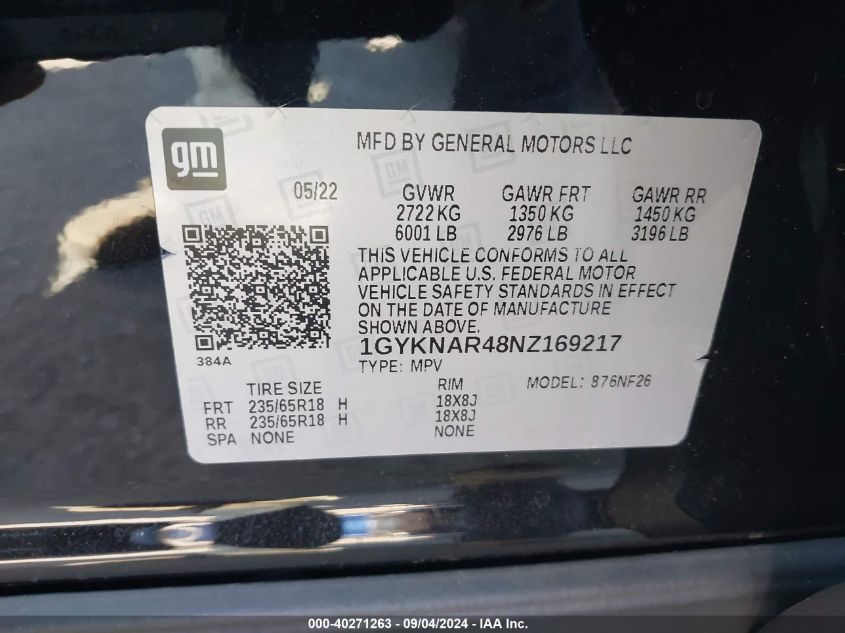 gm
MFD BY GENERAL MOTORS LLC
05/22 GVWR GAWR FRT GAWR RR
2722 KG 1350 KG 1450 KG
6001 LB 2976 LB 3196 LB
THIS VEHICLE CONFORMS TO ALL
APPLICABLE U.S. FEDERAL MOTOR
VEHICLE SAFETY STANDARDS IN EFFECT
ON THE DATE OF MANUFACTURE
SHOWN ABOVE.
1GYKNAR48NZ169217
384A
TYPE: MPV
TIRE SIZE RIM MODEL: 876NF26
FRT 235/65R18 H 18X8J
RR 235/65R18 H 18X8J
SPA NONE NONE
000-40271263 - 09/04/2024 - IAA Inc.